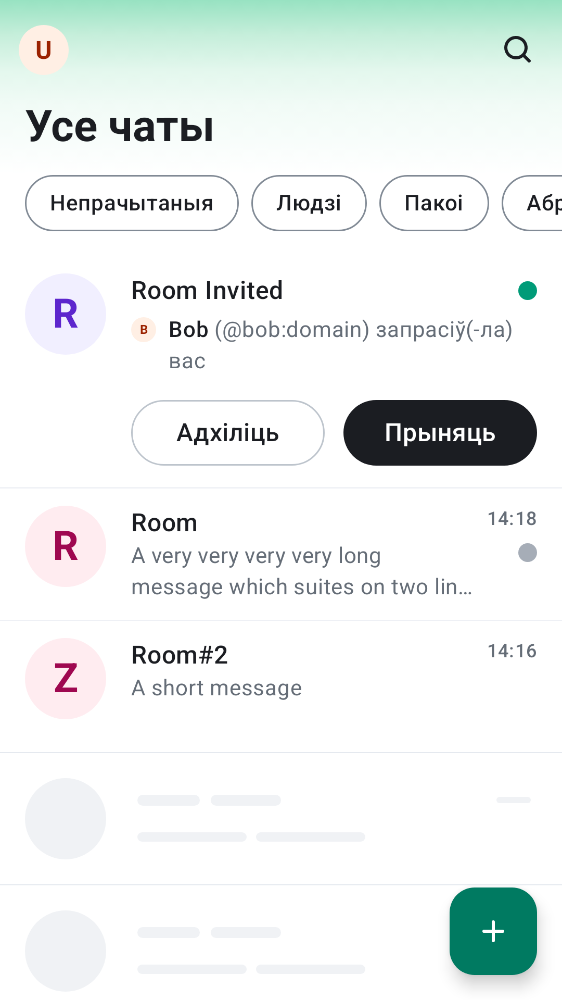 U
Усе чаты
Непрачытаныя
Людзі
Пакоі
Абр
R
Room Invited
B
Bob (@bob:domain) запрасіў(-ла)
вас
Адхіліць
Прыняць
R
Room
14:18
A very very very very long
message which suites on two lin…
Z
Room#2
14:16
A short message